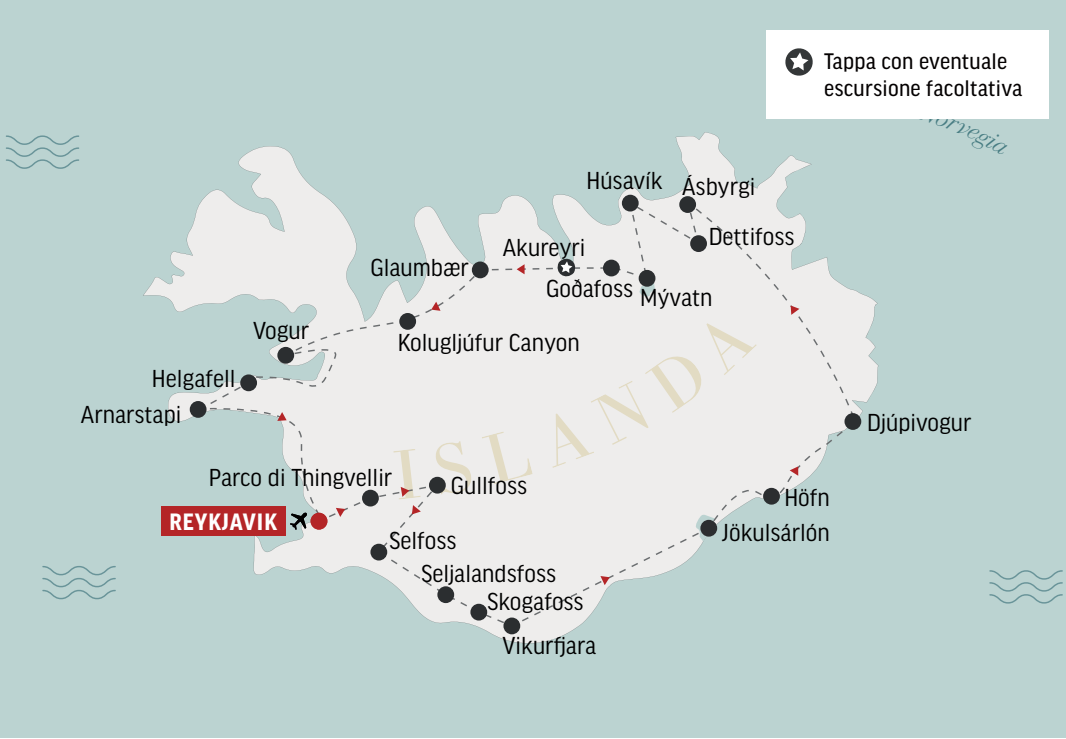 Tappa con eventuale
escursione facoltativa
Norvegia
Húsavík
Ásbyrgi
Dettifoss
Akureyri
Glaumbær
Goðafoss
Mývatn
Vogur
Kolugljúfur Canyon
Helgafell
Arnarstapi
ISLANDA
Djúpivogur
Parco di Thingvellir
Gullfoss
Höfn
REYKJAVIK
Jökulsárlón
Selfoss
Seljalandsfoss
Skogafoss
Vikurfjara